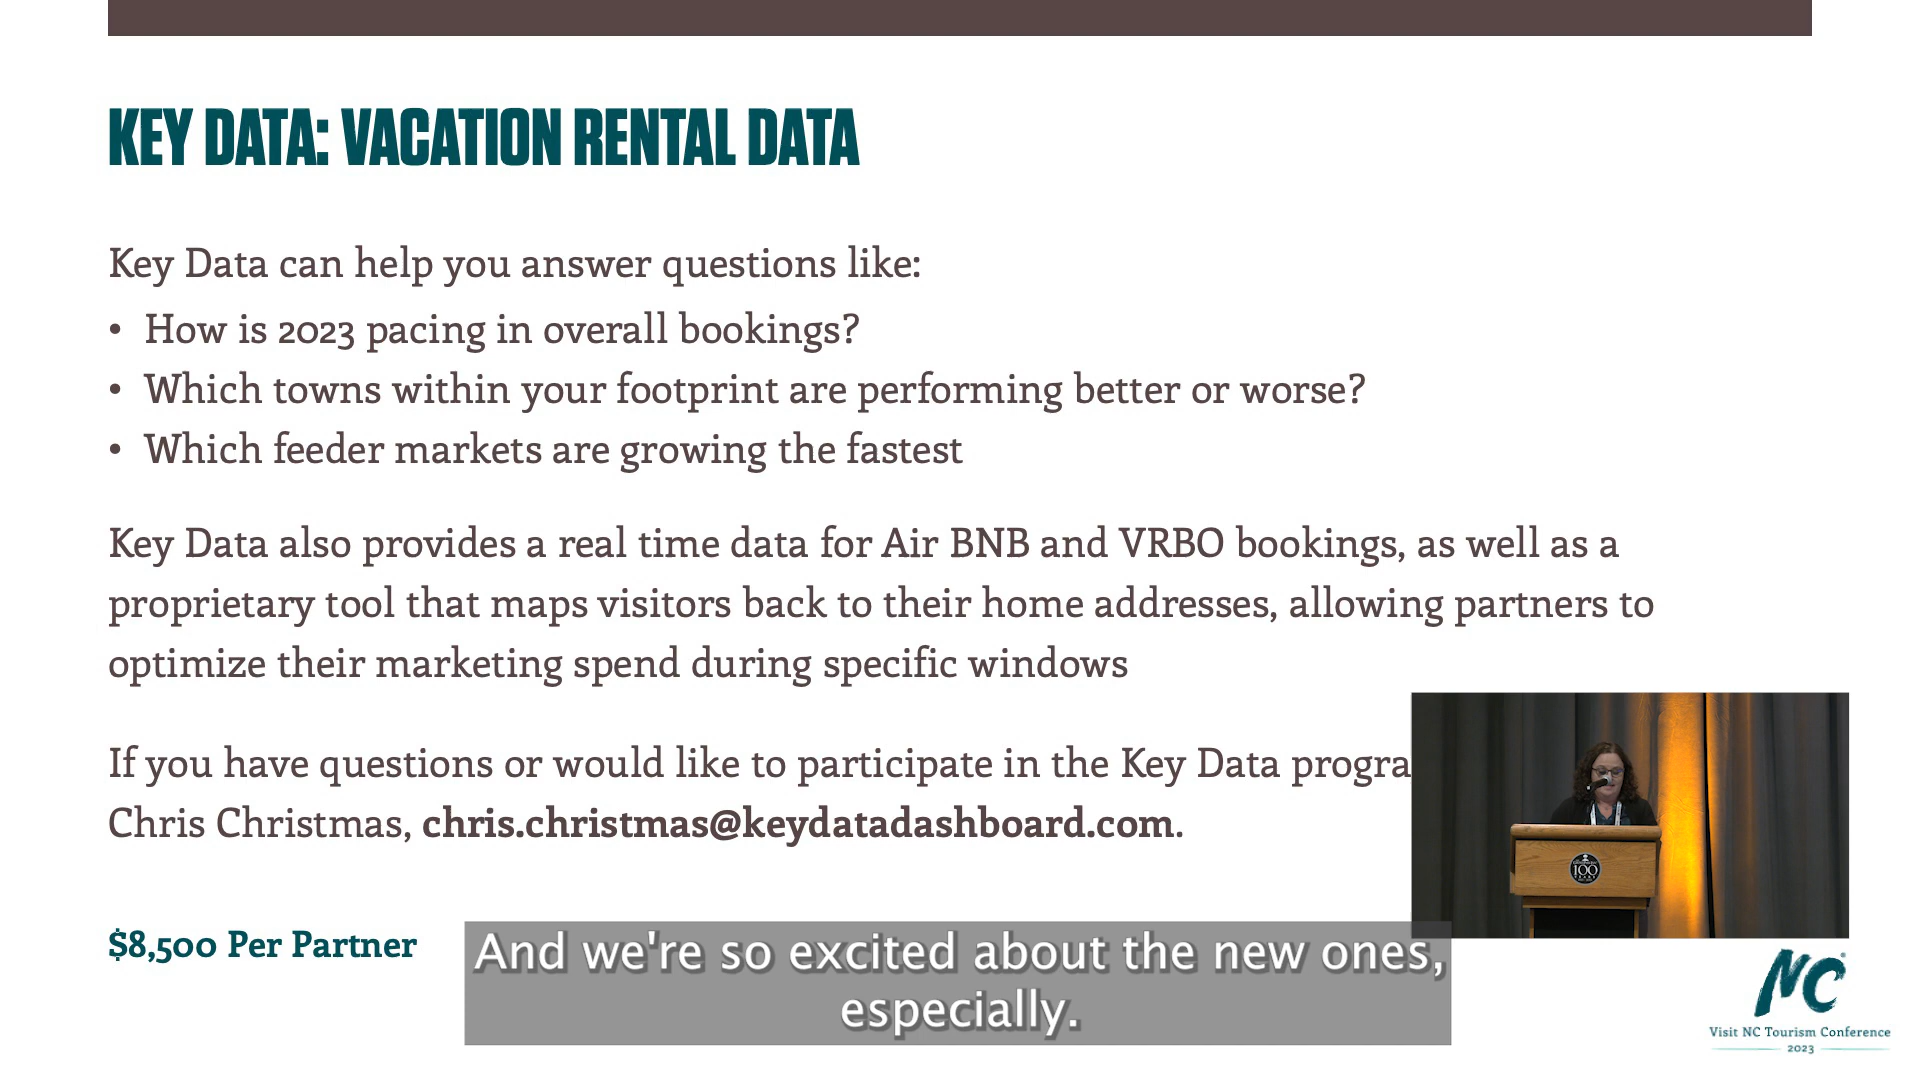 KEY DATA: VACATION RENTAL DATA
Key Data can help you answer questions like:
• How is 2023 pacing in overall bookings?
• Which towns within your footprint are performing better or worse?
• Which feeder markets are growing the fastest
Key Data also provides a real time data for Air BNB and VRBO bookings, as well as a
proprietary tool that maps visitors back to their home addresses, allowing partners to
optimize their marketing spend during specific windows
If you have questions or would like to participate in the Key Data progra
Chris Christmas, chris.christmas@keydatadashboard.com.
100
$8,500 Per Partner
And we're so excited about the new ones,
especially.
NC
Visit NC Tourism Conference
2023